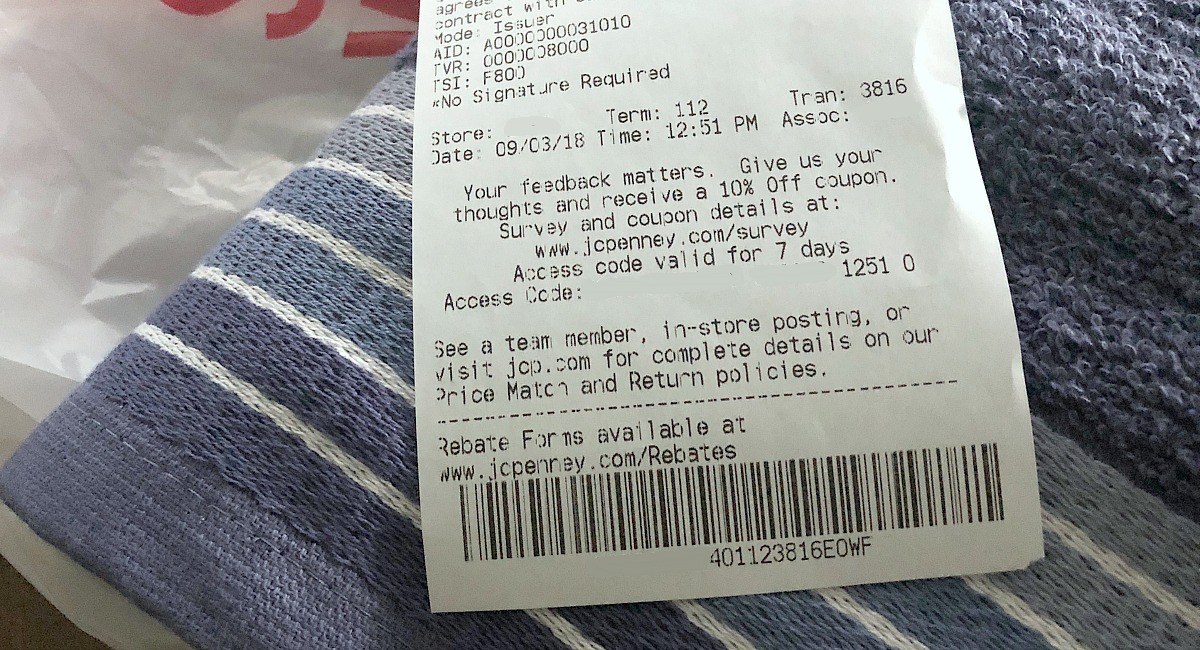 contract with
Mode: Issuer
AID: A0000000031010
TVR: 0000008000
TSI: F800
*No Signature Required
Store: Term: 112 Tran: 3816
Date: 09/03/18 Time: 12:51 PM Assoc:
Your feedback matters. Give us your
thoughts and receive a 10% Off coupon.
Survey and coupon details at:
www.jcpenney.com/survey
Access code valid for 7 days
Access Code: 1251 0
See a team member, in-store posting, or
visit jcp.com for complete details on our
Price Match and Return policies.
Rebate Forms available at
www.jcpenney.com/Rebates
401123816E0WF